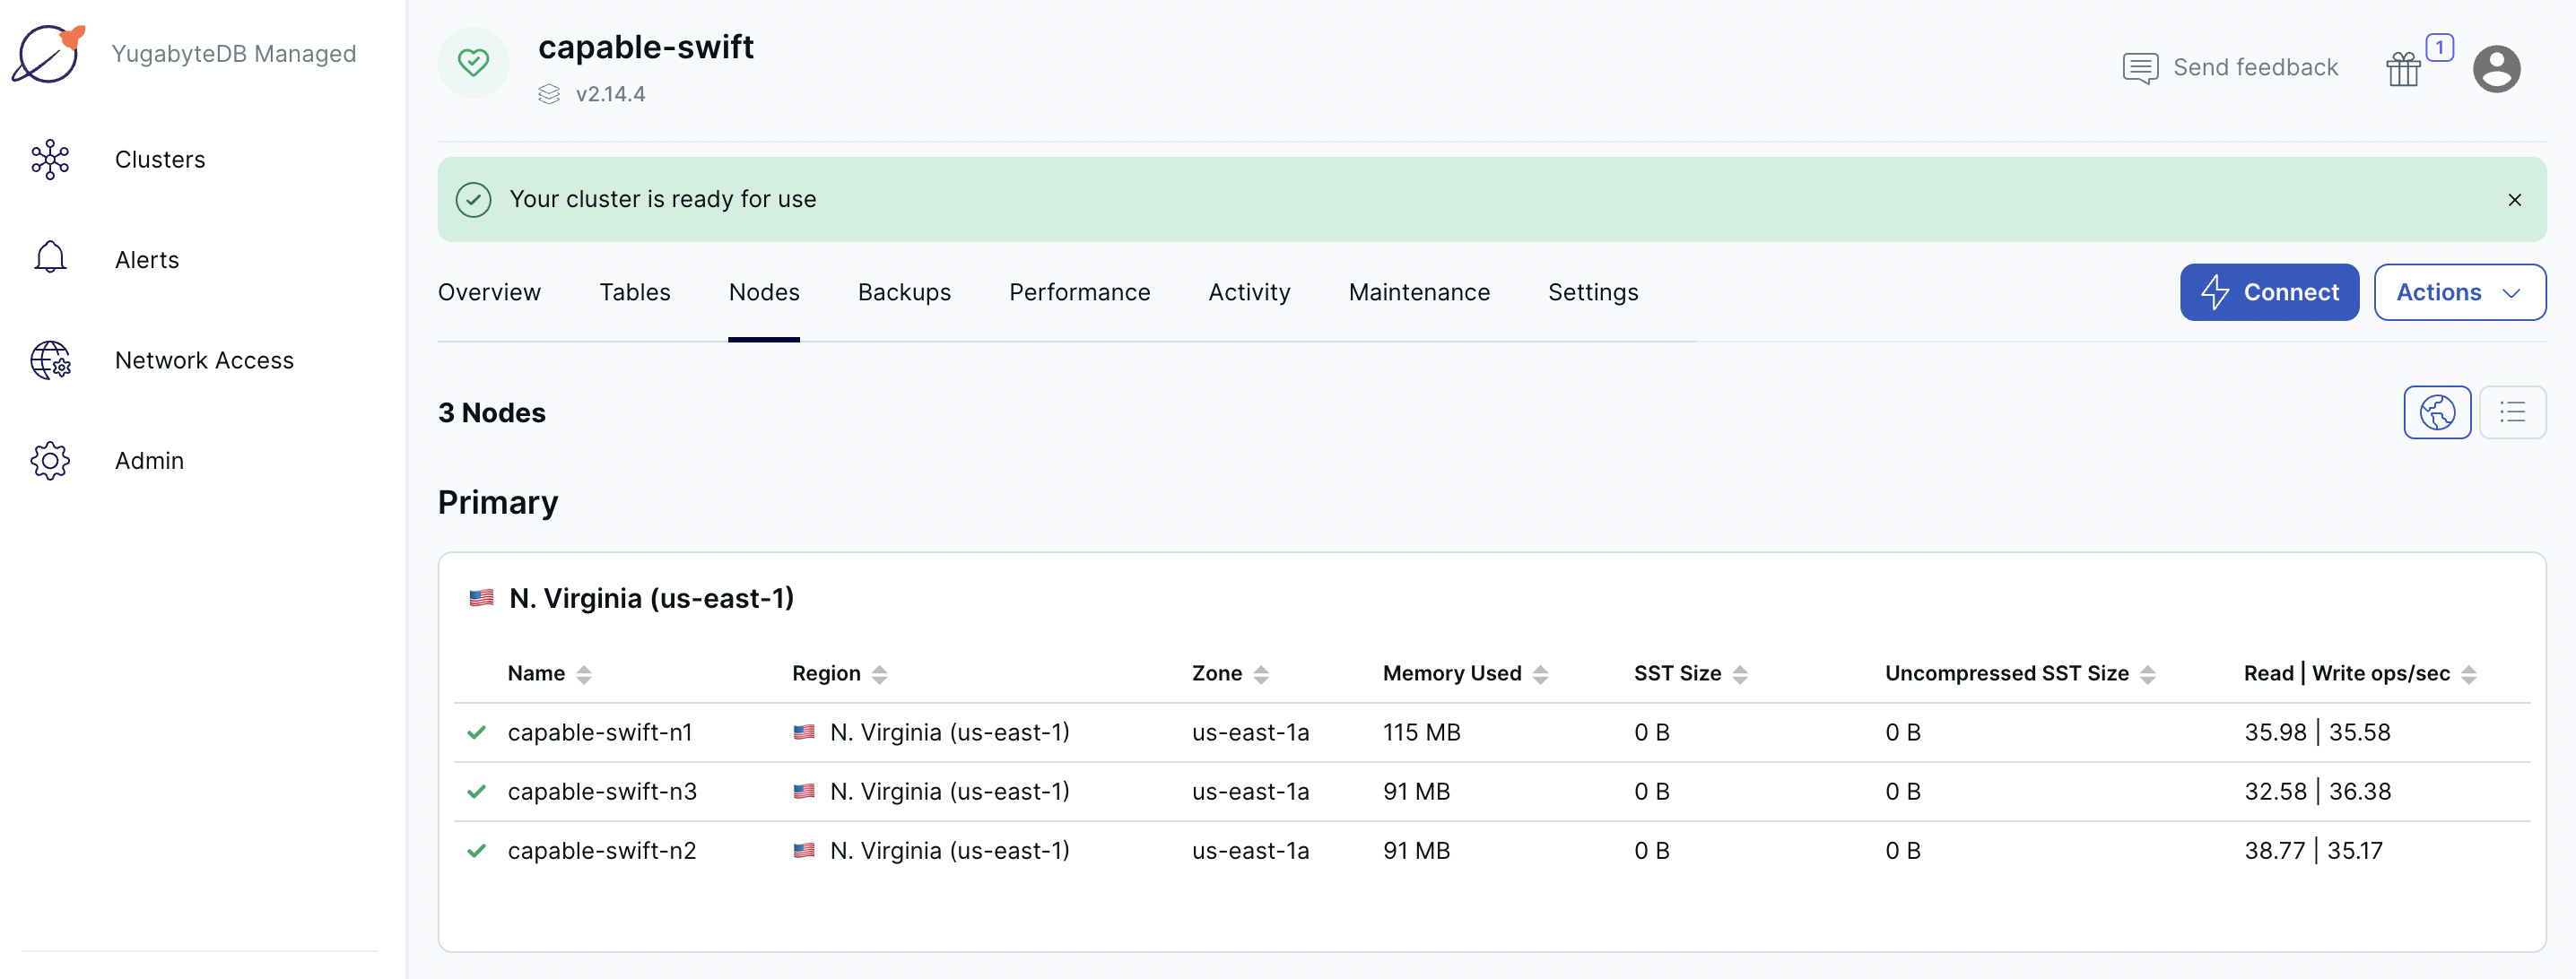 YugabyteDB Managed
Clusters
Alerts
Network Access
Admin
capable-swift
v2.14.4
Send feedback
1
Your cluster is ready for use
Overview Tables Nodes Backups Performance Activity Maintenance Settings
Connect
Actions
3 Nodes
Primary
N. Virginia (us-east-1)
Name Region Zone Memory Used SST Size Uncompressed SST Size Read | Write ops/sec
capable-swift-n1 N. Virginia (us-east-1) us-east-1a 115 MB 0 B 0 B 35.98 | 35.58
capable-swift-n3 N. Virginia (us-east-1) us-east-1a 91 MB 0 B 0 B 32.58 | 36.38
capable-swift-n2 N. Virginia (us-east-1) us-east-1a 91 MB 0 B 0 B 38.77 | 35.17